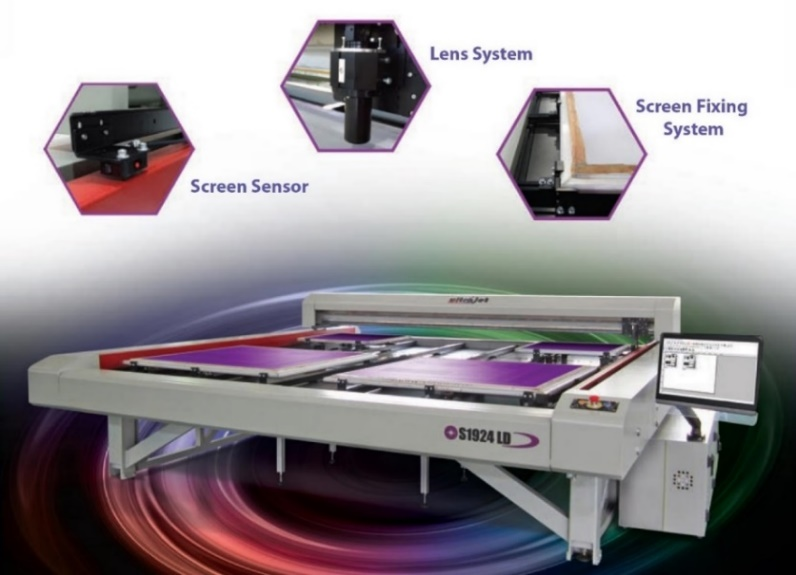 Lens System
Screen Fixing
System
Screen Sensor
S1924 LD